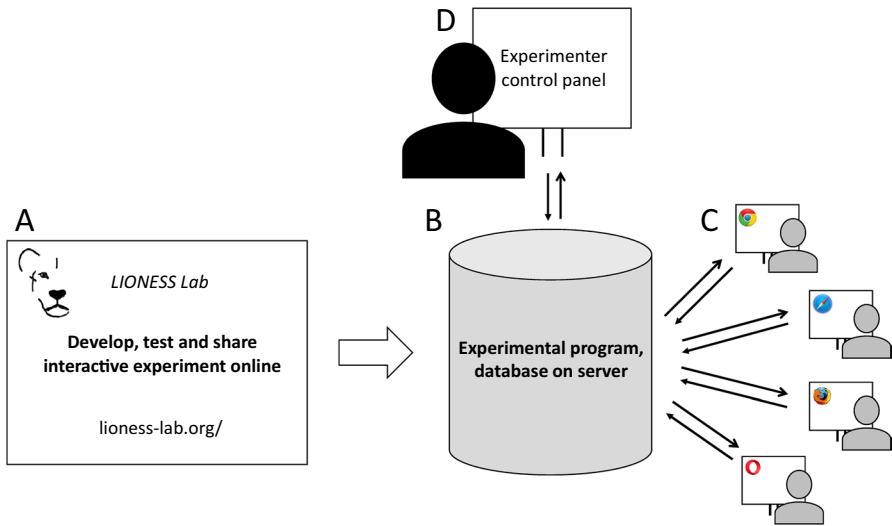 D
Experimenter
control panel
A
LIONESS Lab
Develop, test and share
interactive experiment online
lioness-lab.org/
B
Experimental program,
database on server
C